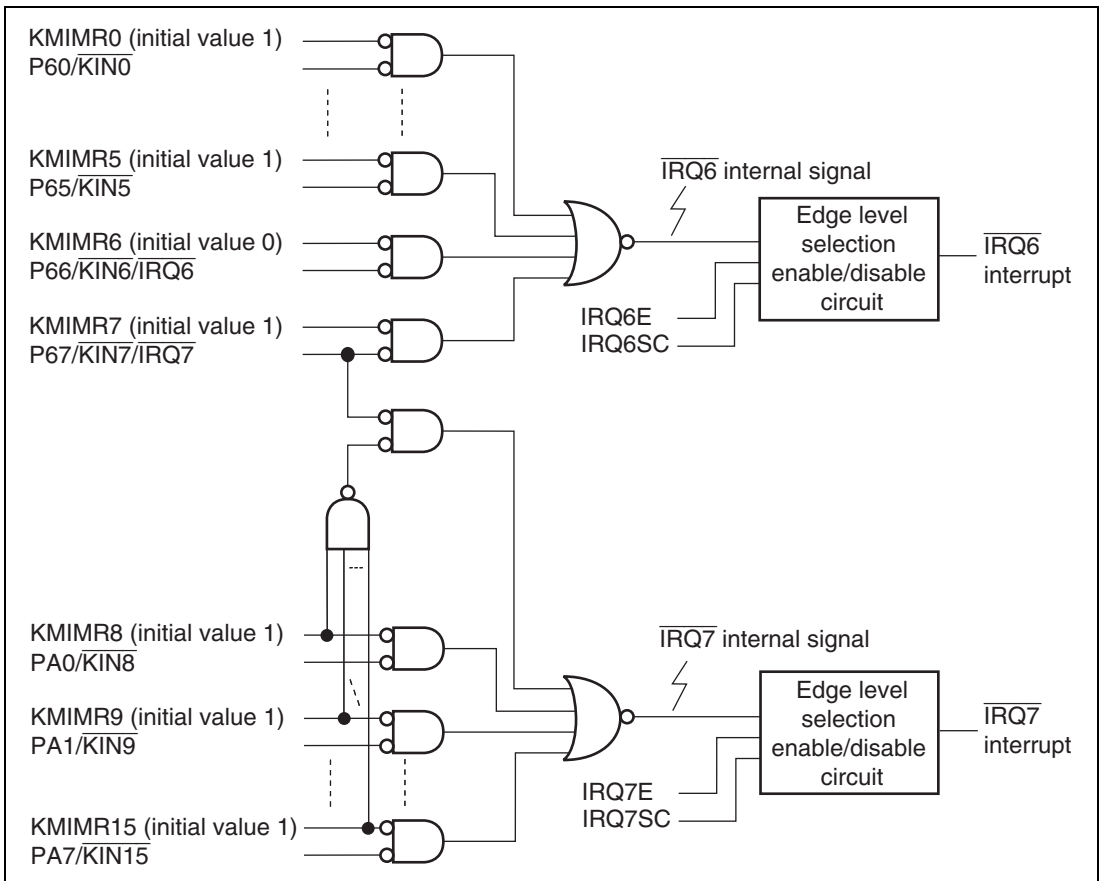 KMIMR0 (initial value 1)
P60/KIN0
KMIMR5 (initial value 1)
P65/KIN5
KMIMR6 (initial value 0)
P66/KIN6/IRQ6
KMIMR7 (initial value 1)
P67/KIN7/IRQ7
IRQ6 internal signal
Edge level
selection
enable/disable
circuit
IRQ6
interrupt
IRQ6E
IRQ6SC
KMIMR8 (initial value 1)
PA0/KIN8
KMIMR9 (initial value 1)
PA1/KIN9
KMIMR15 (initial value 1)
PA7/KIN15
IRQ7 internal signal
Edge level
selection
enable/disable
circuit
IRQ7
interrupt
IRQ7E
IRQ7SC